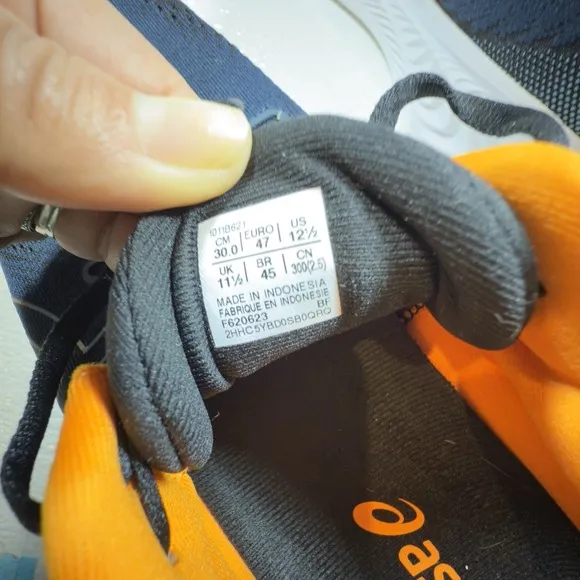 1011B621
CM EURO US
30.0 47 12½
UK BR CN
11½ 45 300(2.5)
MADE IN INDONESIA
FABRIQUE EN INDONESIE
F620623 BF
2HHC5YBD0SB0QRQ
as